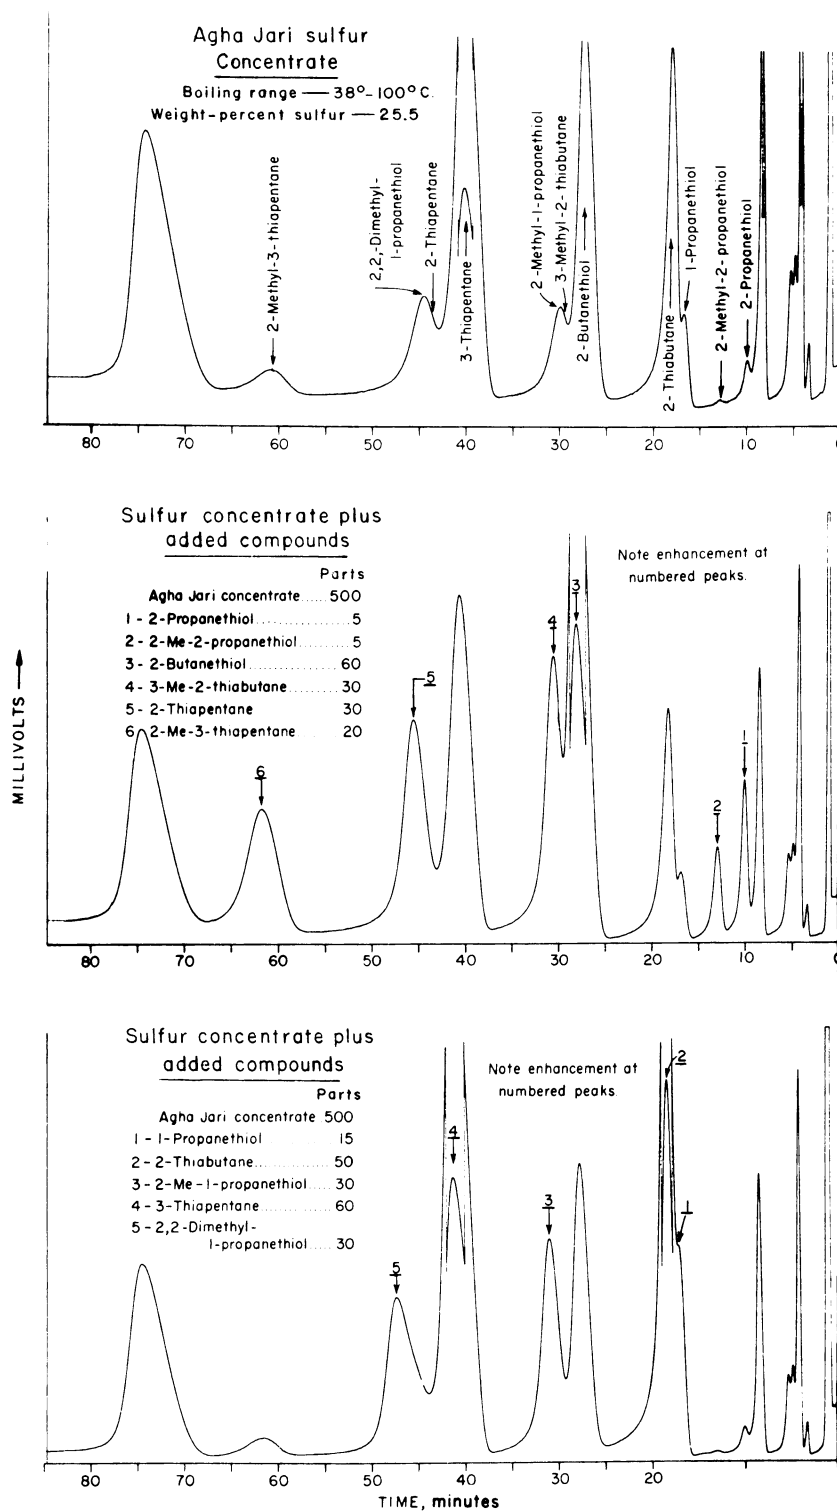 Agha Jari sulfur
Concentrate
Boiling range — 38°-100°C.
Weight-percent sulfur — 25.5
2-Methyl-3-thiapentane
2,2,-Dimethyl-
1-propanethiol
2-Thiapentane
3-Thiapentane
2-Methyl-1-propanethiol
3-Methyl-2-thiabutane
2-Butanethiol
2-Thiabutane
1-Propanethiol
2-Methyl-2-propanethiol
2-Propanethiol
80 70 60 50 40 30 20 10 0
Sulfur concentrate plus
added compounds
Parts
Agha Jari concentrate.....500
1-2-Propanethiol..............5
2-2-Me-2-propanethiol.....5
3-2-Butanethiol..............60
4-3-Me-2-thiabutane........30
5-2-Thiapentane 30
6 2-Me-3-thiapentane.....20
Note enhancement at
numbered peaks.
6
5
4
3
2
1
80 70 60 50 40 30 20 10 0
MILLIVOLTS
Sulfur concentrate plus
added compounds
Parts
Agha Jari concentrate 500
1-1-Propanethiol 15
2-2-Thiabutane............50
3-2-Me-1-propanethiol.....30
4-3-Thiapentane..........60
5-2,2-Dimethyl-
1-propanethiol.....30
Note enhancement at
numbered peaks.
5
4
3
2
1
80 70 60 50 40 30 20
TIME, minutes